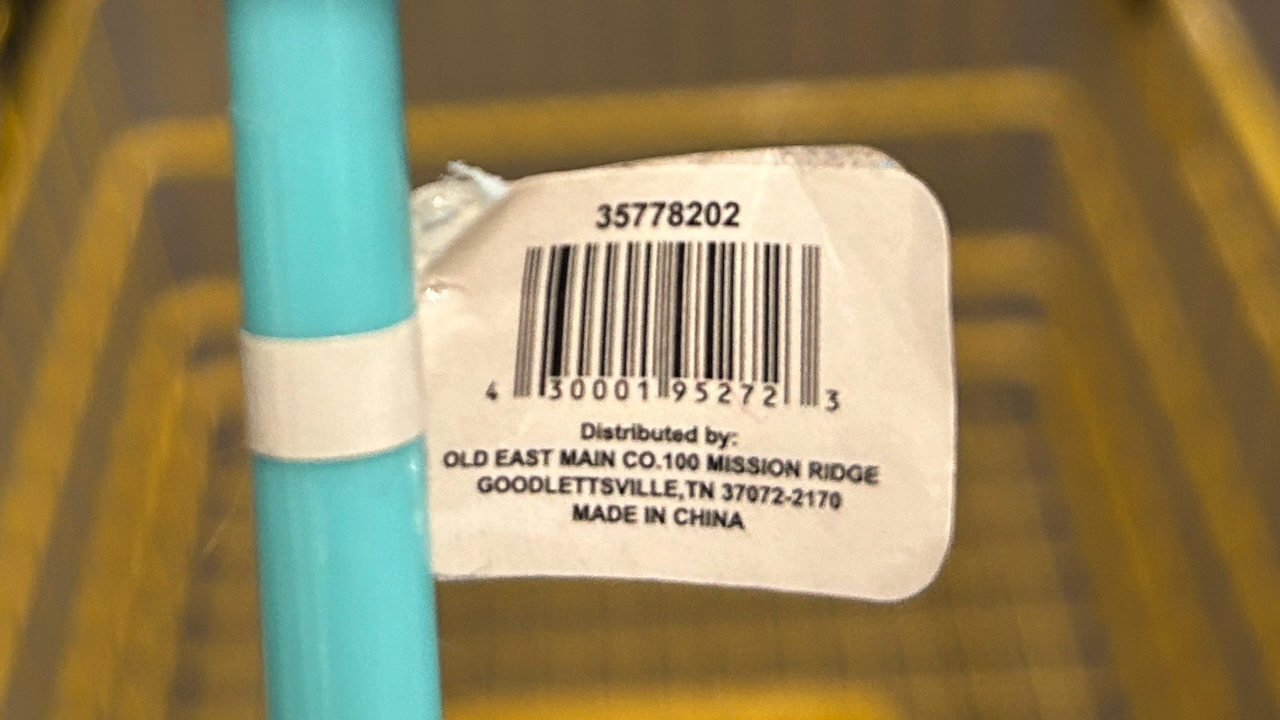 35778202
4 30001 95272 3
Distributed by:
OLD EAST MAIN CO.100 MISSION RIDGE
GOODLETTSVILLE,TN 37072-2170
MADE IN CHINA